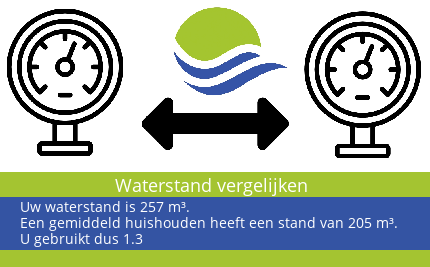 Waterstand vergelijken
Uw waterstand is 257 m³.
Een gemiddeld huishouden heeft een stand van 205 m³.
U gebruikt dus 1.3